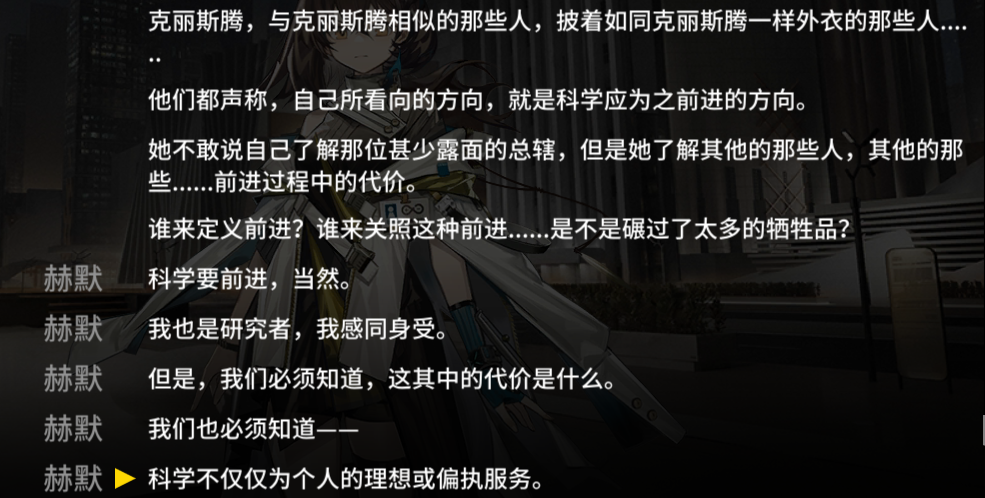 克丽斯腾，与克丽斯腾相似的那些人，披着如同克丽斯腾一样外衣的那些人....
..
他们都声称，自己所看向的方向，就是科学应为之前进的方向。
她不敢说自己了解那位甚少露面的总辖，但是她了解其他的那些人，其他的那
些......前进过程中的代价。
谁来定义前进？谁来关照这种前进......是不是碾过了太多的牺牲品？
赫默 科学要前进，当然。
赫默 我也是研究者，我感同身受。
赫默 但是，我们必须知道，这其中的代价是什么。
赫默 我们也必须知道——
赫默 科学不仅仅为个人的理想或偏执服务。